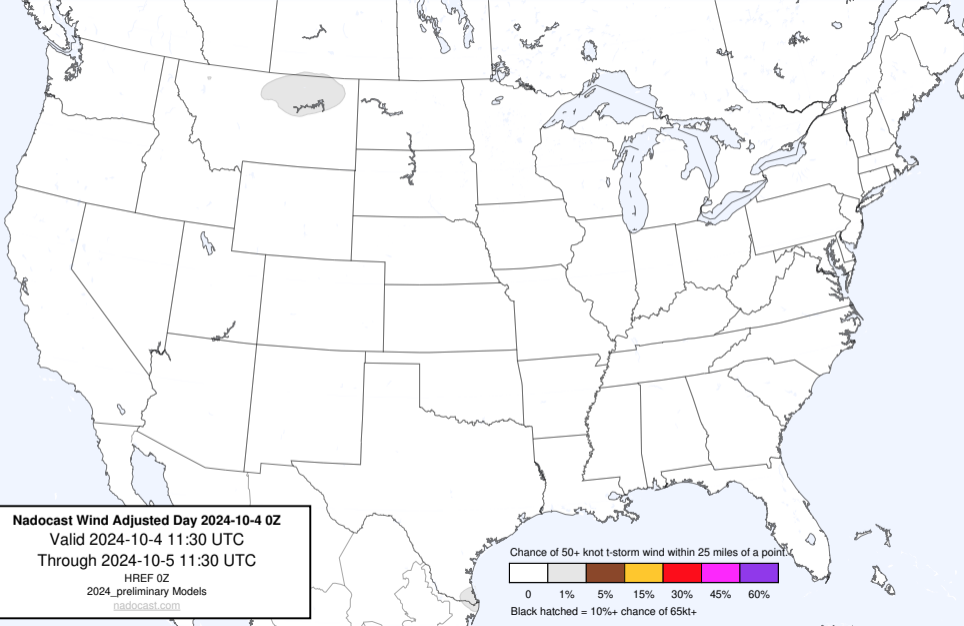 Nadocast Wind Adjusted Day 2024-10-4 0Z
Valid 2024-10-4 11:30 UTC
Through 2024-10-5 11:30 UTC
HREF 0Z
2024_preliminary Models
nadocast.com
Chance of 50+ knot t-storm wind within 25 miles of a point.
0 1% 5% 15% 30% 45% 60%
Black hatched = 10%+ chance of 65kt+